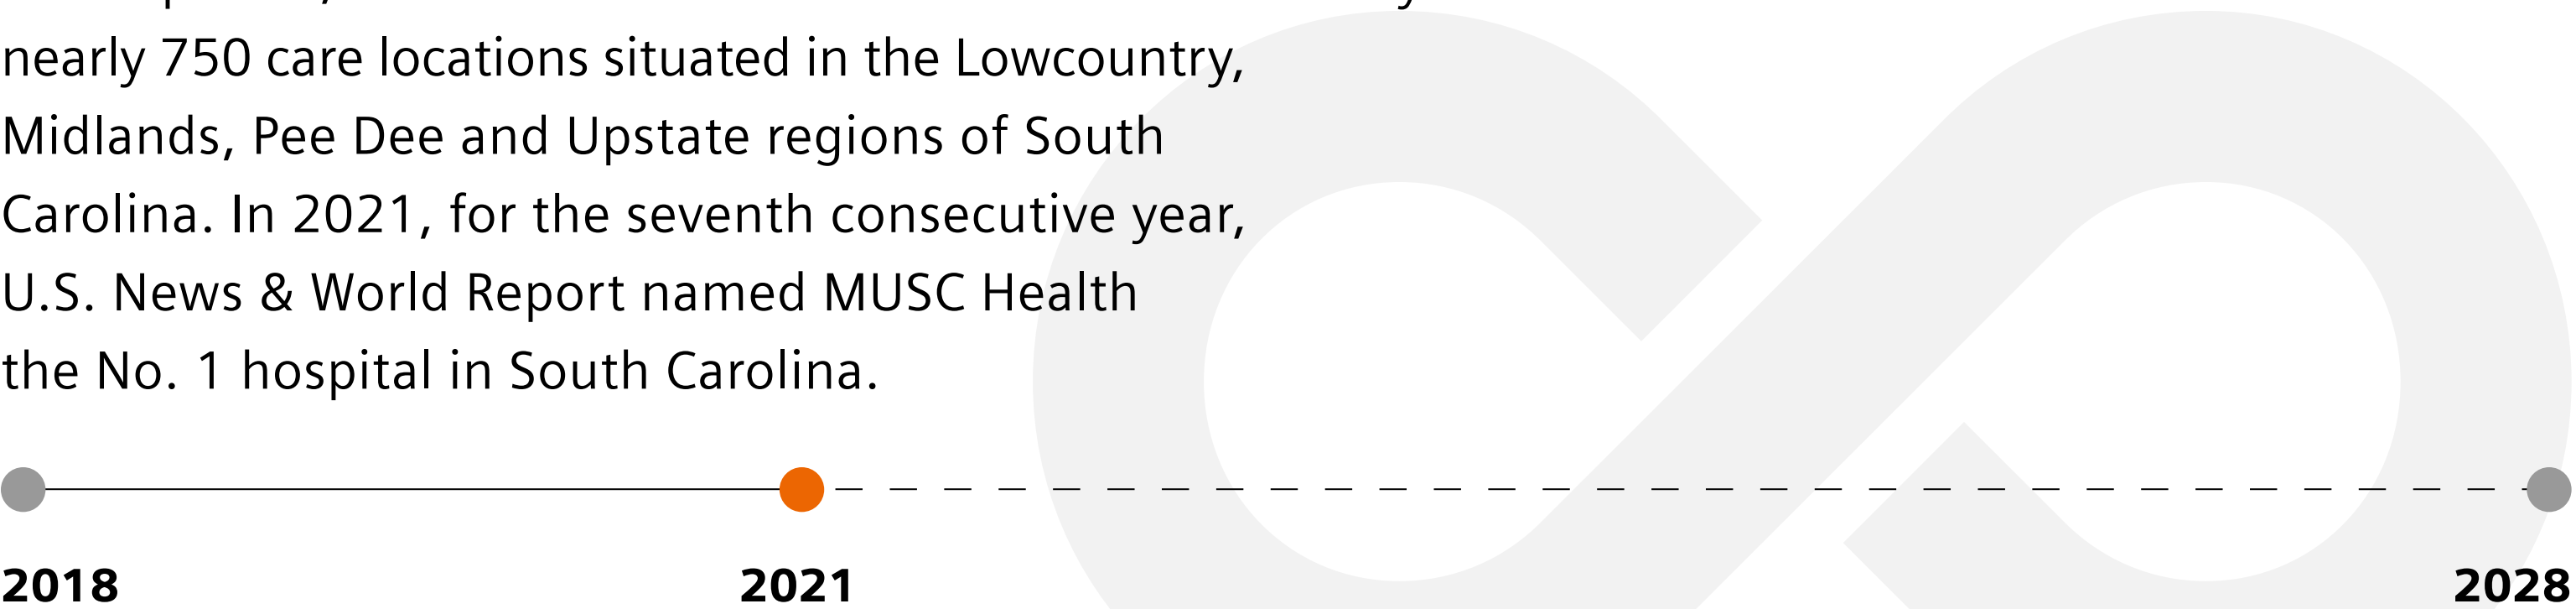 nearly 750 care locations situated in the Lowcountry,
Midlands, Pee Dee and Upstate regions of South
Carolina. In 2021, for the seventh consecutive year,
U.S. News & World Report named MUSC Health
the No. 1 hospital in South Carolina.
2018 2021 2028